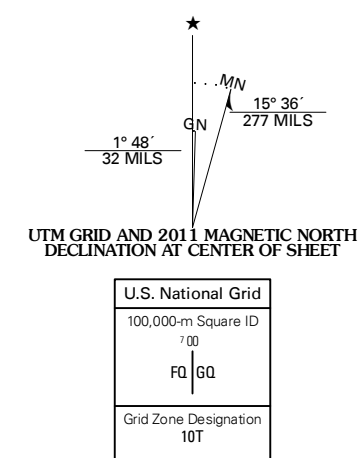 ★
MN
GN
15° 36´
277 MILS
1° 48´
32 MILS
UTM GRID AND 2011 MAGNETIC NORTH
DECLINATION AT CENTER OF SHEET
U.S. National Grid
100,000-m Square ID
7 00
FQ GQ
Grid Zone Designation
10T